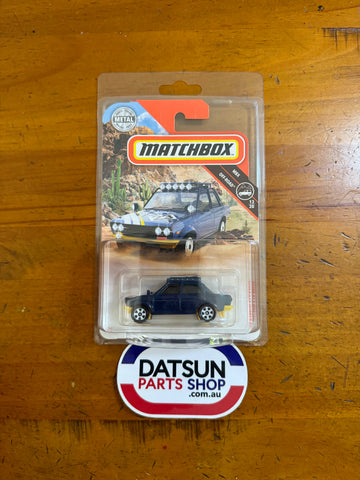 METAL
MATCHBOX
MBX
OFF-ROAD
DATSUN
PARTS SHOP
.com.au